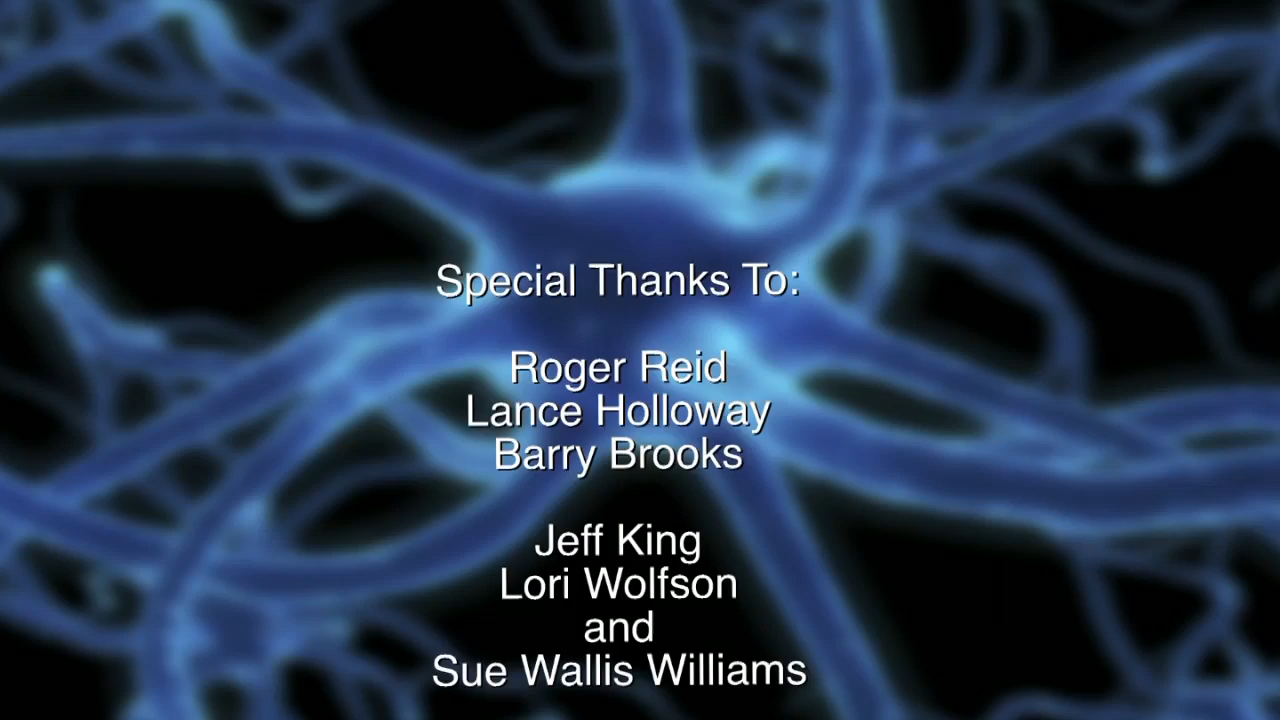 Special Thanks To:
Roger Reid
Lance Holloway
Barry Brooks
Jeff King
Lori Wolfson
and
Sue Wallis Williams